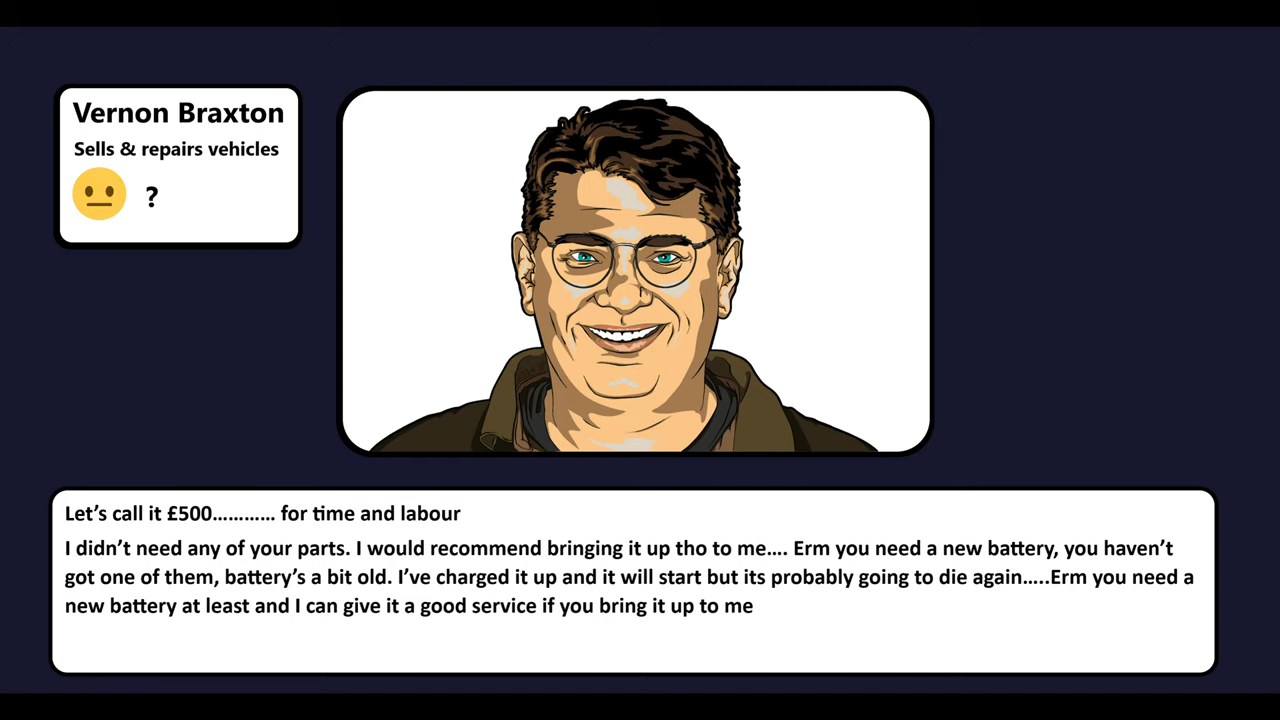 Vernon Braxton
Sells & repairs vehicles
?
Let's call it £500………… for time and labour
I didn't need any of your parts. I would recommend bringing it up tho to me…. Erm you need a new battery, you haven't
got one of them, battery's a bit old. I've charged it up and it will start but its probably going to die again…..Erm you need a
new battery at least and I can give it a good service if you bring it up to me